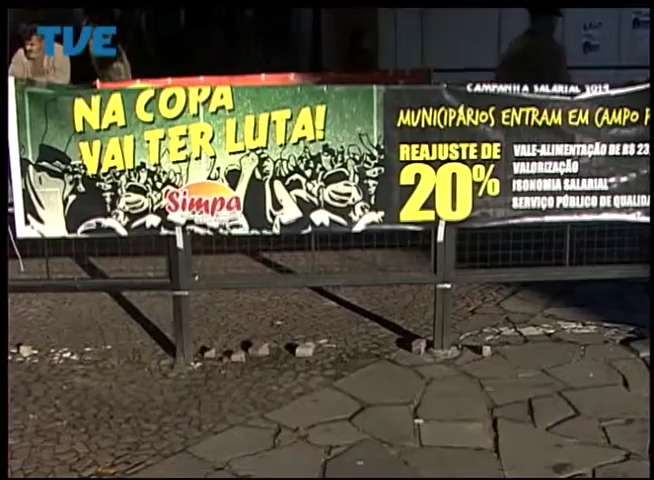 TVE
NA COPA
VAI TER LUTA!
Simpa
CAMPANHA SALARIAL
MUNICIPÁRIOS ENTRAM EM CAMPO P
REAJUSTE DE
20%
VALE-ALIMENTAÇÃO DE R$ 23
VALORIZAÇÃO
ISONOMIA SALARIAL
SERVIÇO PÚBLICO DE QUALIDA